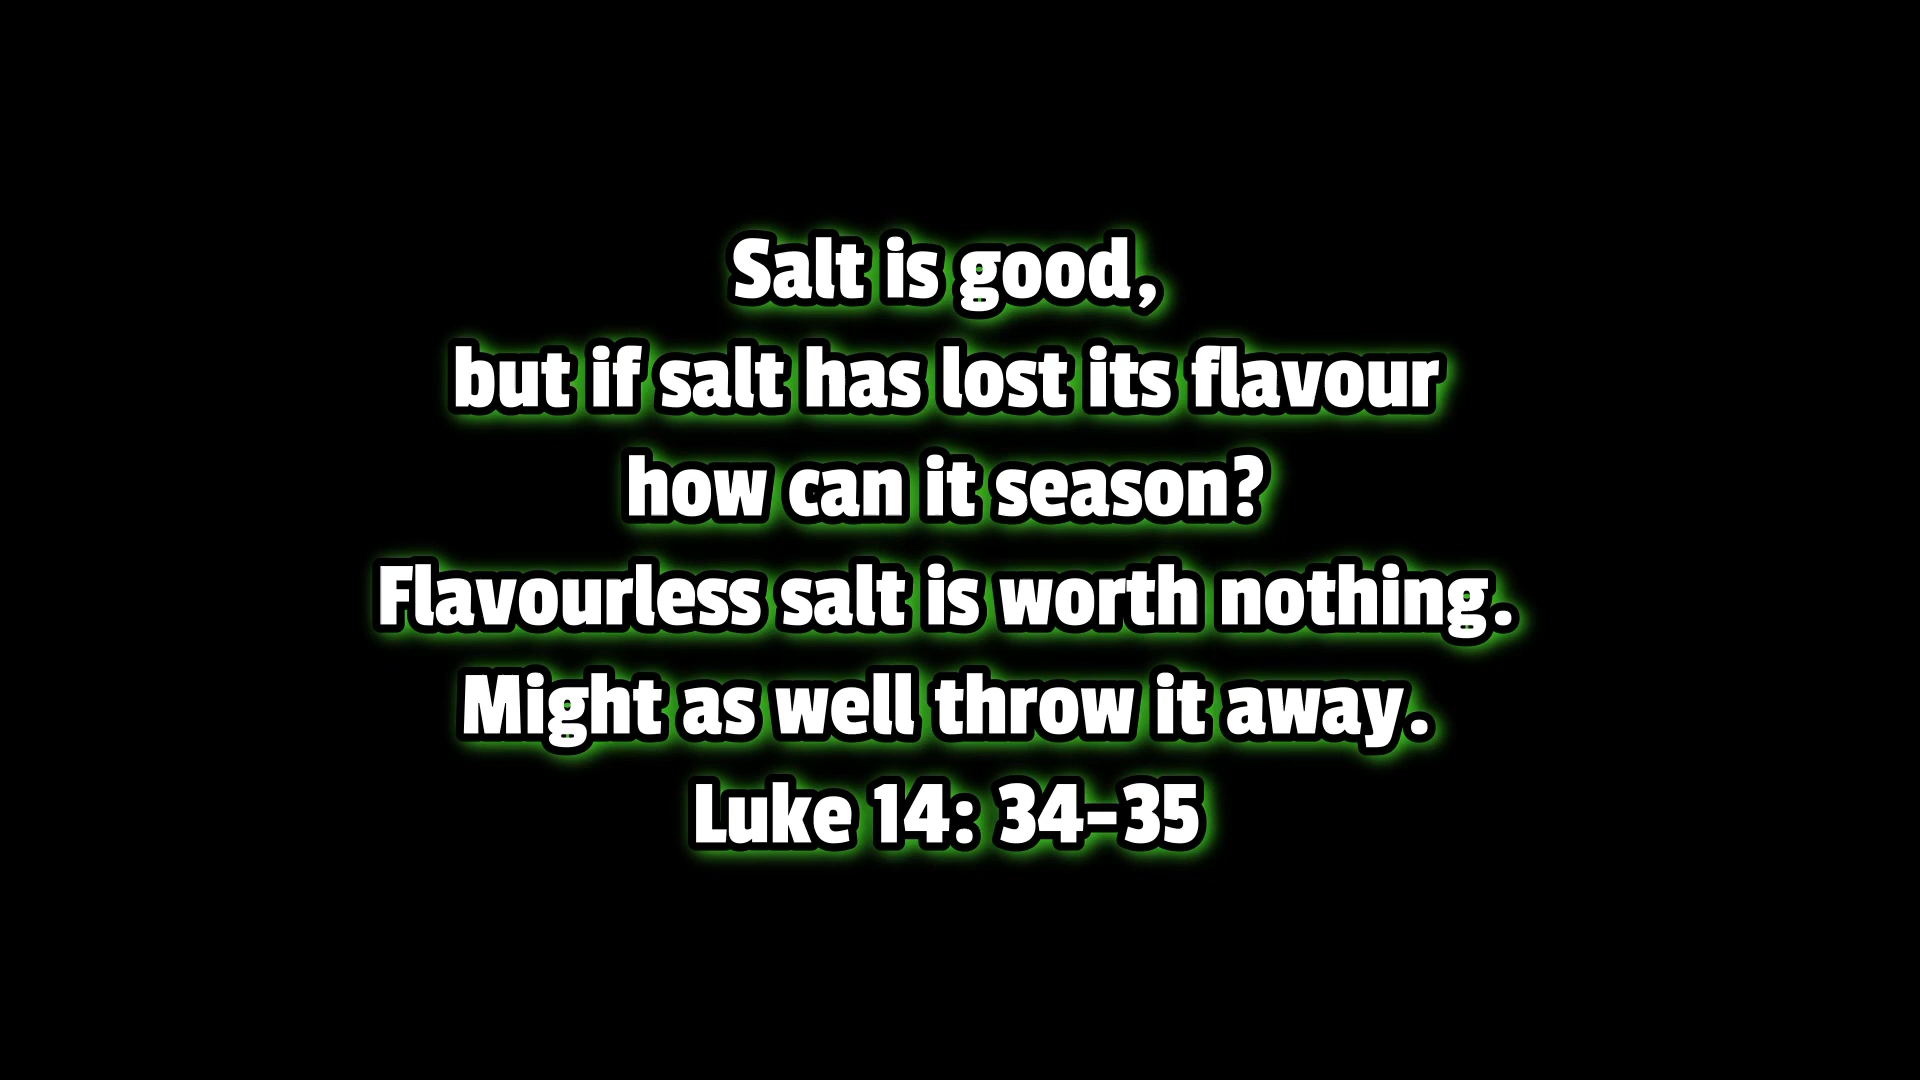 Salt is good,
but if salt has lost its flavour
how can it season?
Flavourless salt is worth nothing.
Might as well throw it away.
Luke 14: 34-35